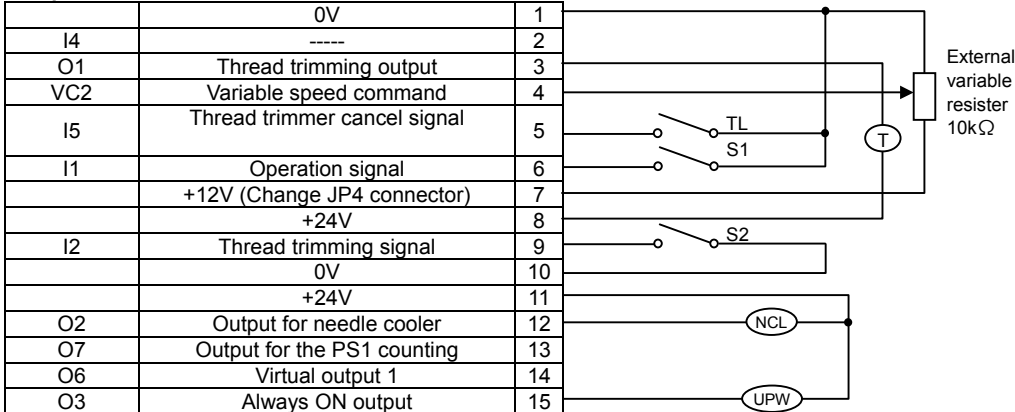 0V 1
I4 ----- 2
O1 Thread trimming output 3
VC2 Variable speed command 4
I5 Thread trimmer cancel signal 5
I1 Operation signal 6
+12V (Change JP4 connector) 7
+24V 8
I2 Thread trimming signal 9
0V 10
+24V 11
O2 Output for needle cooler 12
O7 Output for the PS1 counting 13
O6 Virtual output 1 14
O3 Always ON output 15
TL
S1
S2
T
NCL
UPW
External
variable
resister
10kΩ